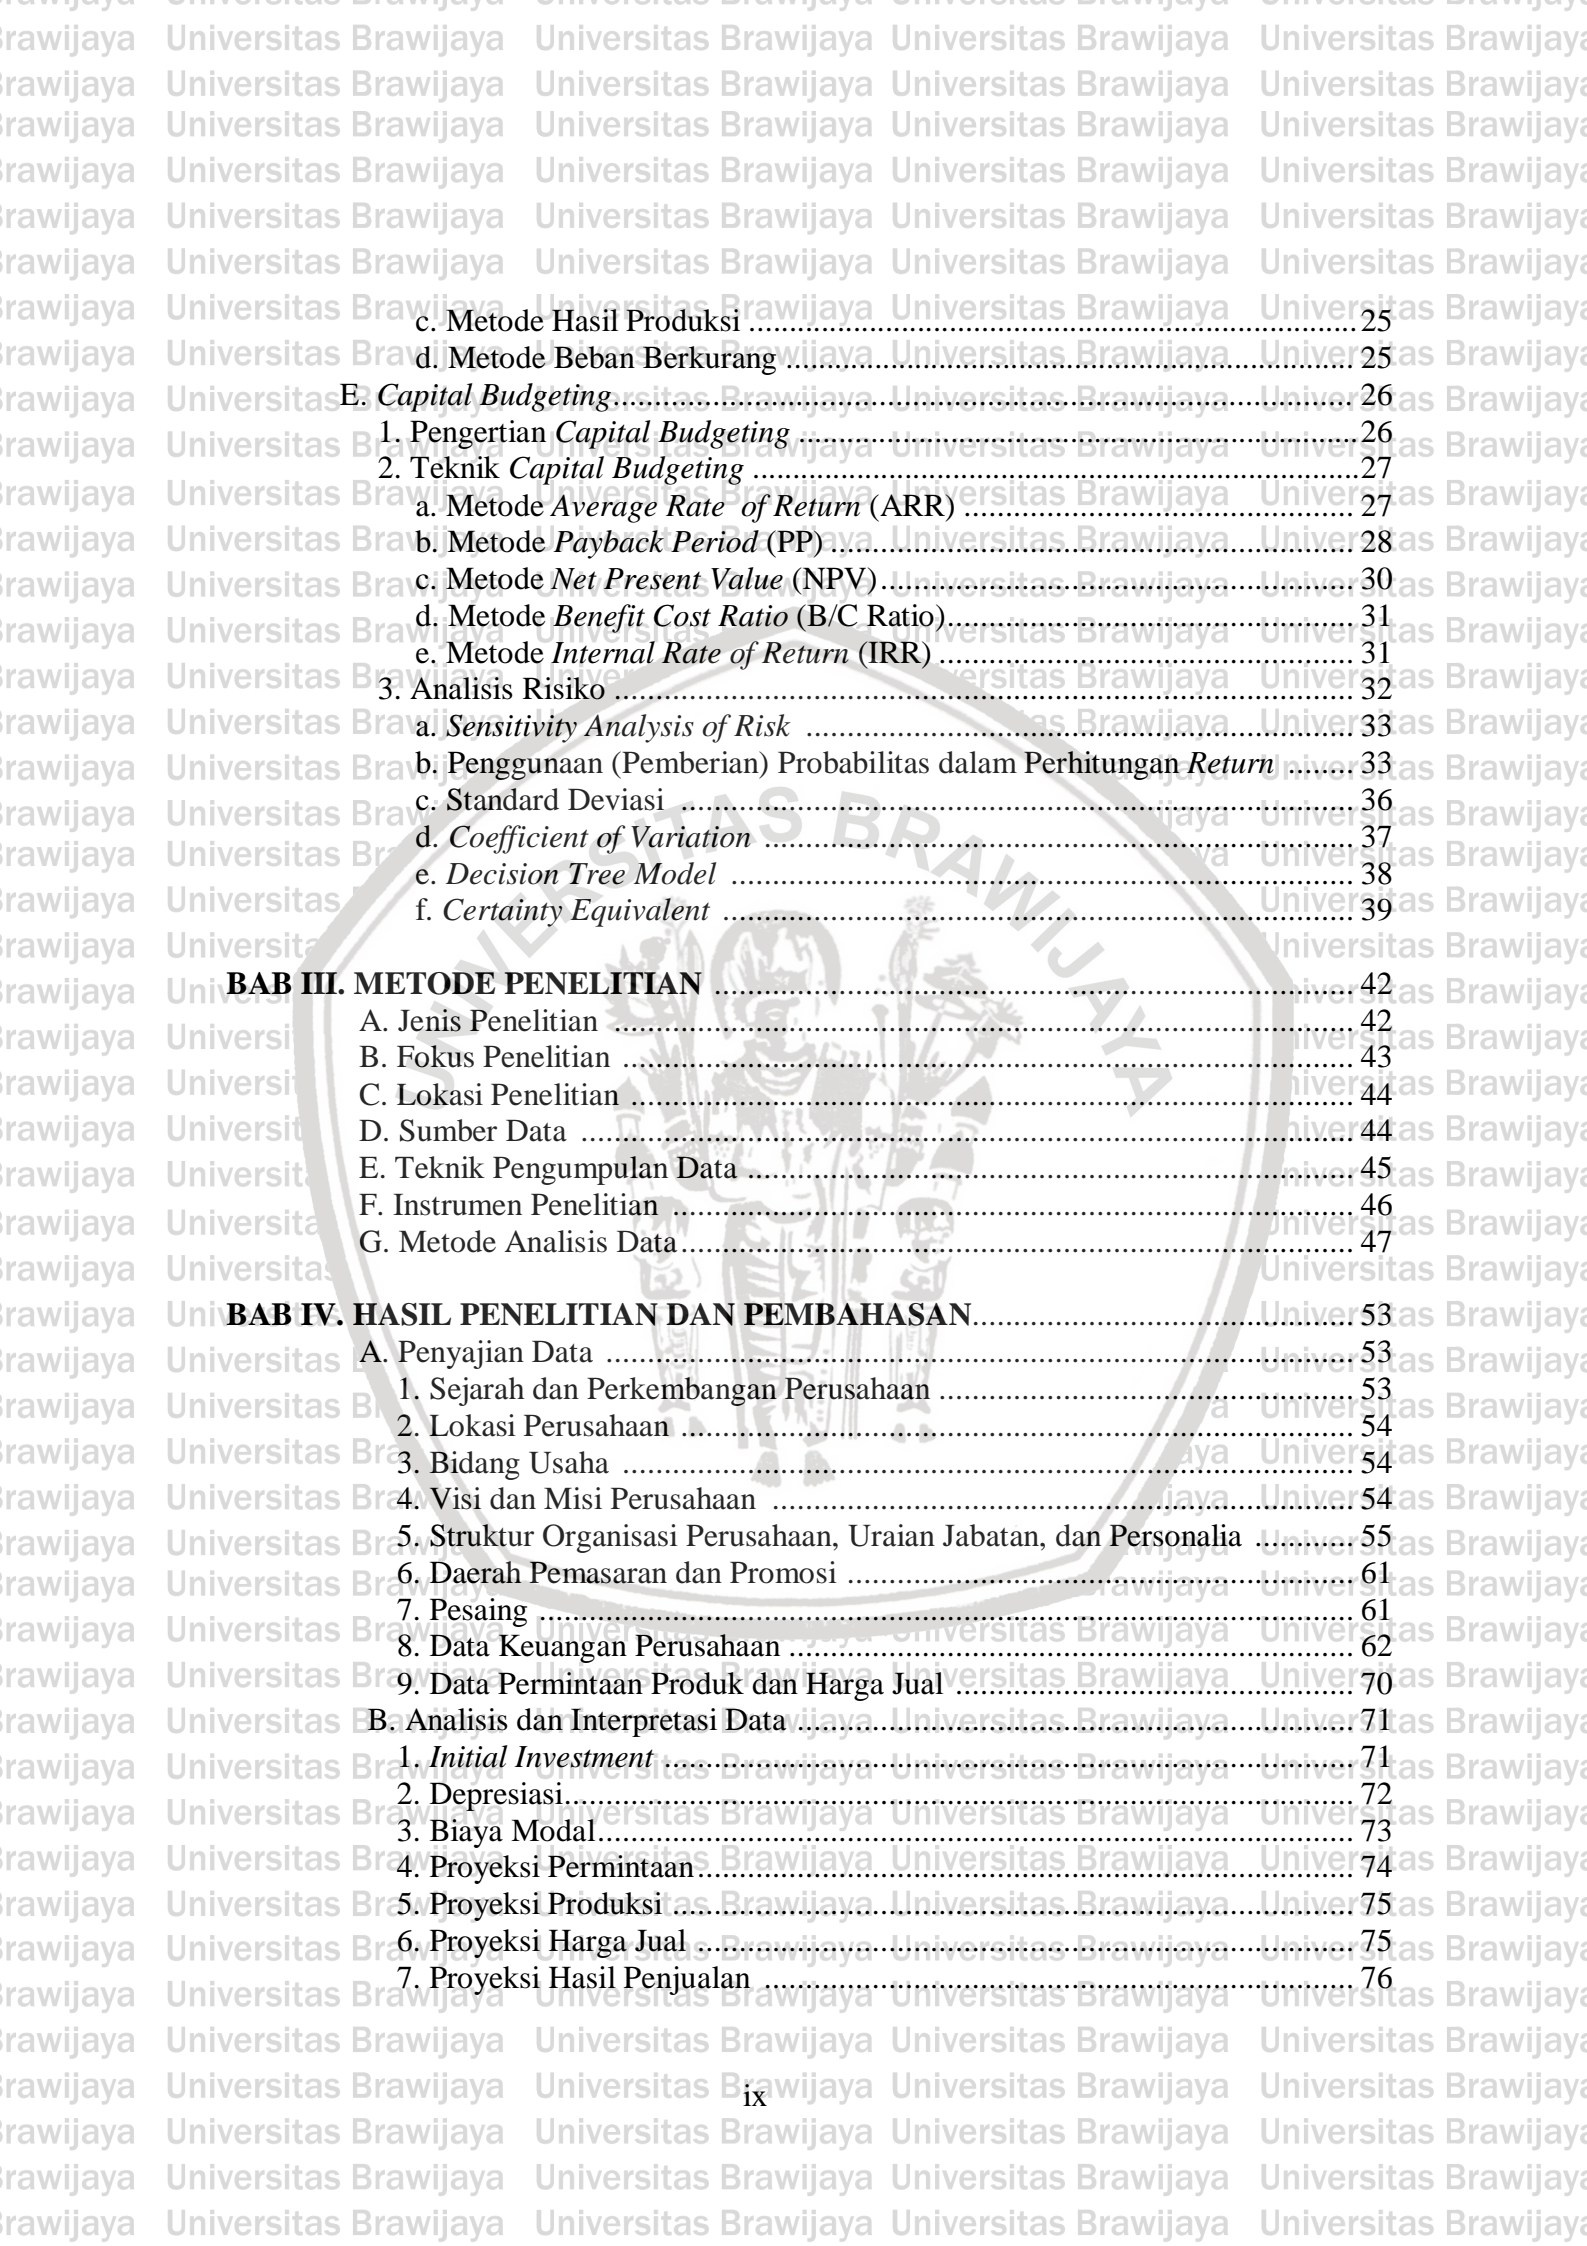 c. Metode Hasil Produksi ........ 25
d. Metode Beban Berkurang ........ 25
E. Capital Budgeting ........ 26
1. Pengertian Capital Budgeting ........ 26
2. Teknik Capital Budgeting ........ 27
a. Metode Average Rate of Return (ARR) ........ 27
b. Metode Payback Period (PP) ........ 28
c. Metode Net Present Value (NPV) ........ 30
d. Metode Benefit Cost Ratio (B/C Ratio) ........ 31
e. Metode Internal Rate of Return (IRR) ........ 31
3. Analisis Risiko ........ 32
a. Sensitivity Analysis of Risk ........ 33
b. Penggunaan (Pemberian) Probabilitas dalam Perhitungan Return ........ 33
c. Standard Deviasi ........ 36
d. Coefficient of Variation ........ 37
e. Decision Tree Model ........ 38
f. Certainty Equivalent ........ 39
BAB III. METODE PENELITIAN ........ 42
A. Jenis Penelitian ........ 42
B. Fokus Penelitian ........ 43
C. Lokasi Penelitian ........ 44
D. Sumber Data ........ 44
E. Teknik Pengumpulan Data ........ 45
F. Instrumen Penelitian ........ 46
G. Metode Analisis Data ........ 47
BAB IV. HASIL PENELITIAN DAN PEMBAHASAN ........ 53
A. Penyajian Data ........ 53
1. Sejarah dan Perkembangan Perusahaan ........ 53
2. Lokasi Perusahaan ........ 54
3. Bidang Usaha ........ 54
4. Visi dan Misi Perusahaan ........ 54
5. Struktur Organisasi Perusahaan, Uraian Jabatan, dan Personalia ........ 55
6. Daerah Pemasaran dan Promosi ........ 61
7. Pesaing ........ 61
8. Data Keuangan Perusahaan ........ 62
9. Data Permintaan Produk dan Harga Jual ........ 70
B. Analisis dan Interpretasi Data ........ 71
1. Initial Investment ........ 71
2. Depresiasi ........ 72
3. Biaya Modal ........ 73
4. Proyeksi Permintaan ........ 74
5. Proyeksi Produksi ........ 75
6. Proyeksi Harga Jual ........ 75
7. Proyeksi Hasil Penjualan ........ 76
ix
UNIVERSITAS BRAWIJAYA